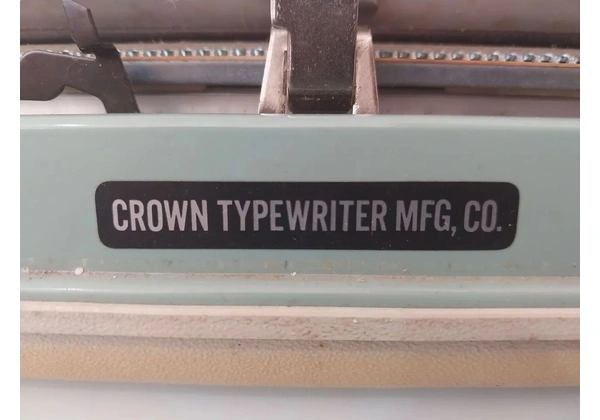 CROWN TYPEWRITER MFG, CO.